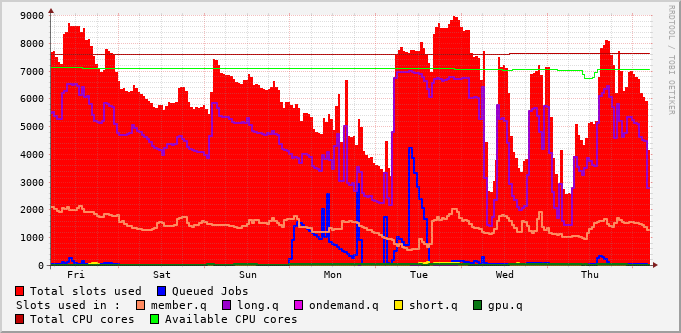 9000
8000
7000
6000
5000
4000
3000
2000
1000
0
Fri Sat Sun Mon Tue Wed Thu
RRDTOOL / TOBI OETIKER
Total slots used Queued Jobs
Slots used in : member.q long.q ondemand.q short.q gpu.q
Total CPU cores Available CPU cores